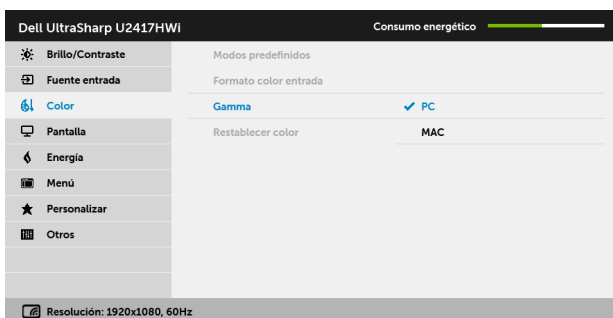 Dell UltraSharp U2417HWi
Consumo energético
Brillo/Contraste
Modos predefinidos
Fuente entrada
Formato color entrada
Color
Gamma
PC
Pantalla
Restablecer color
MAC
Energía
Menú
Personalizar
Otros
Resolución: 1920x1080, 60Hz